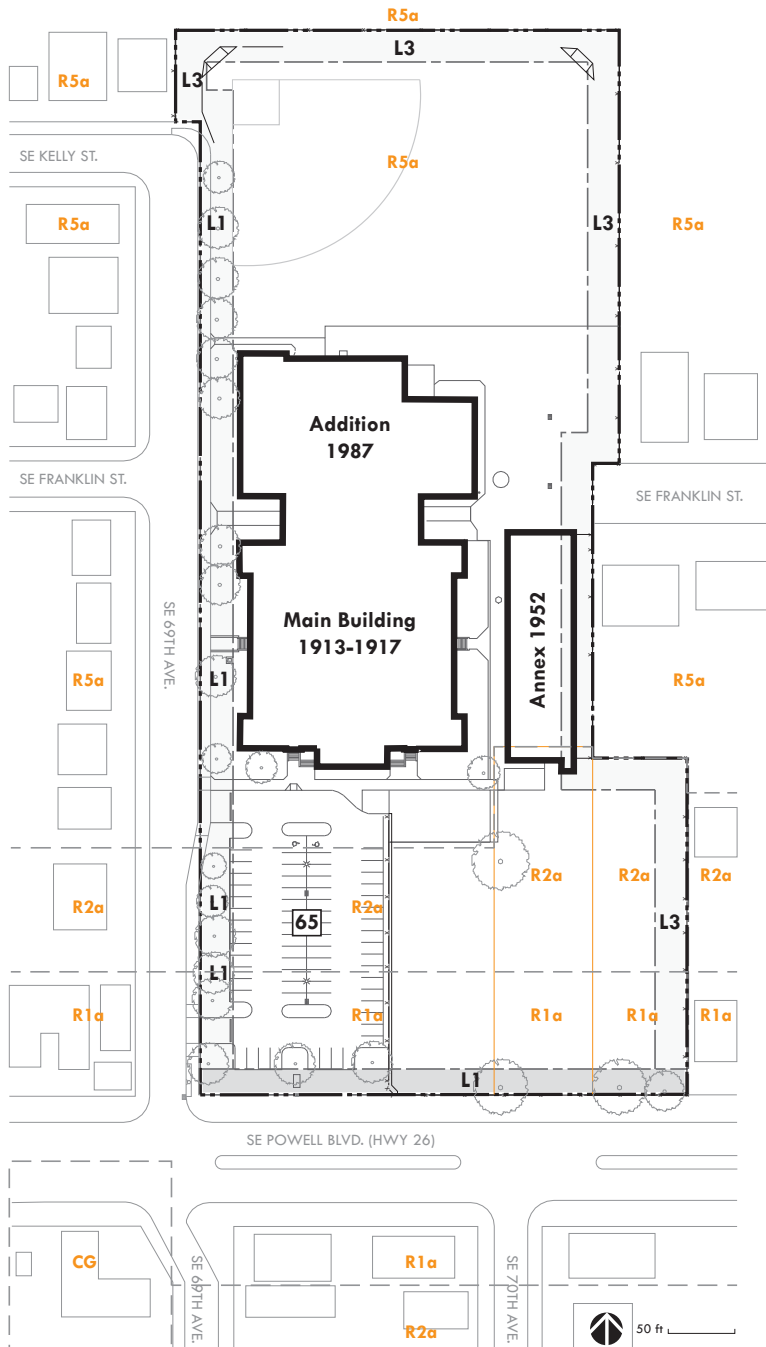 R5a
L3
L3
R5a
SE KELLY ST.
R5a
R5a
L1
L3
R5a
Addition
1987
SE FRANKLIN ST.
SE FRANKLIN ST.
Main Building
1913-1917
Annex 1952
SE 69TH AVE.
R5a
L1
R5a
R2a
L1
65
R2a
R2a
R2a
L3
R2a
L1
R1a
R1a
R1a
R1a
R1a
L1
SE POWELL BLVD. (HWY 26)
CG
SE 69TH AVE.
R1a
SE 70TH AVE.
R2a
50 ft